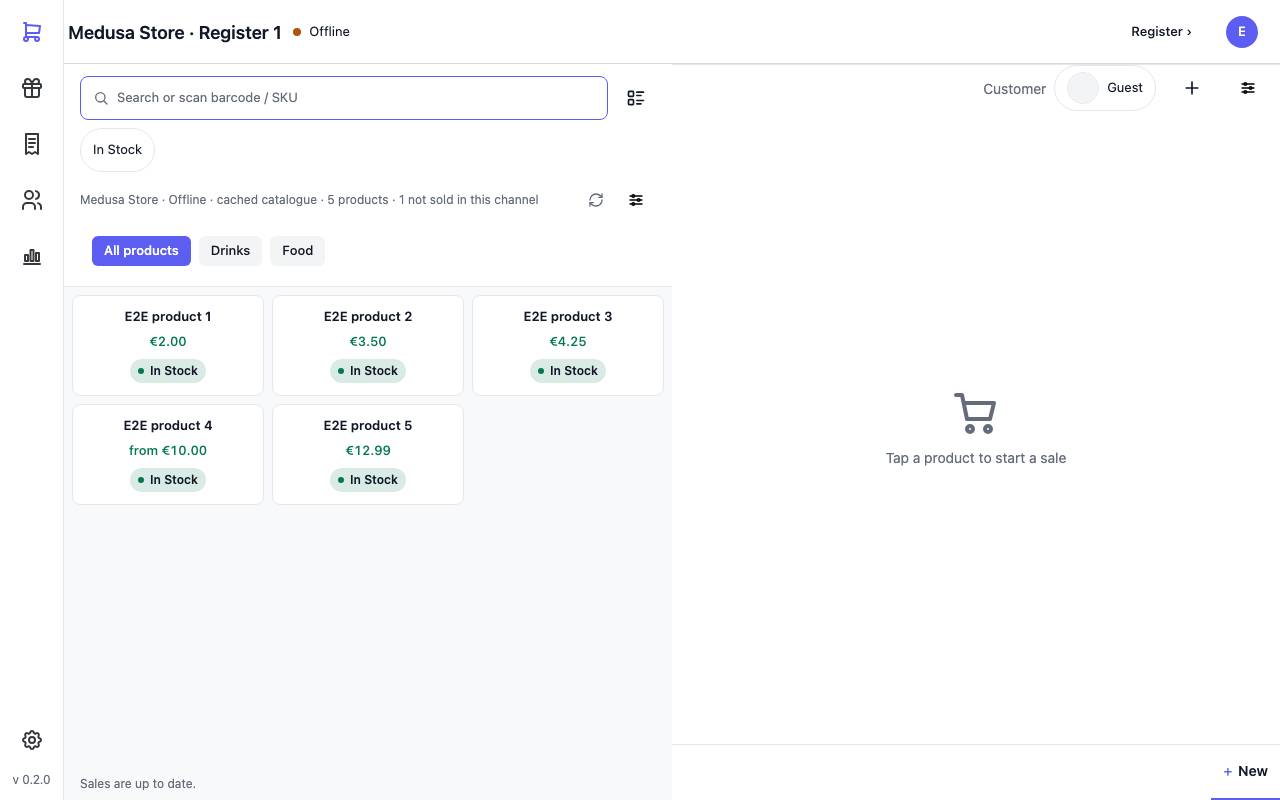 Medusa Store · Register 1
Offline
Register ›
E
Search or scan barcode / SKU
Customer
Guest
In Stock
Medusa Store · Offline · cached catalogue · 5 products · 1 not sold in this channel
All products
Drinks
Food
E2E product 1
€2.00
In Stock
E2E product 2
€3.50
In Stock
E2E product 3
€4.25
In Stock
E2E product 4
from €10.00
In Stock
E2E product 5
€12.99
In Stock
Tap a product to start a sale
v 0.2.0
Sales are up to date.
+ New